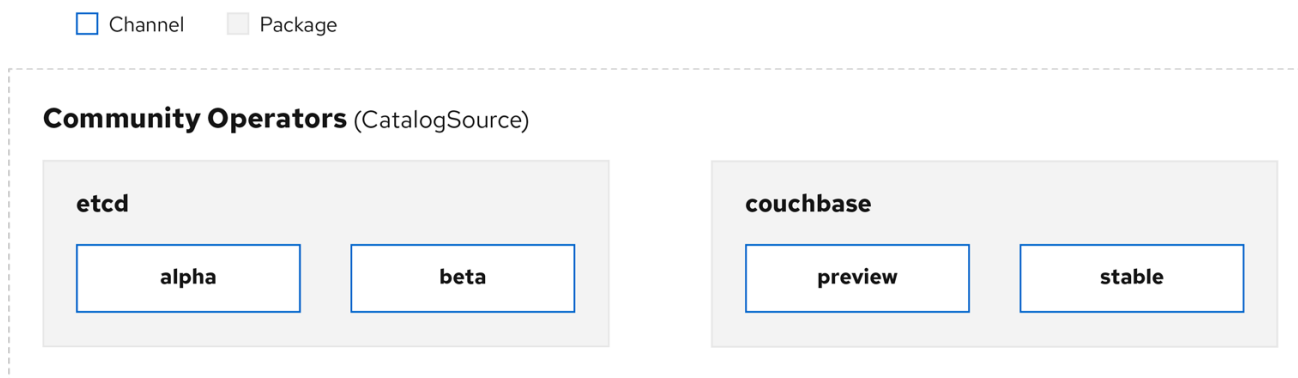 Channel Package
Community Operators (CatalogSource)
etcd
alpha beta
couchbase
preview stable